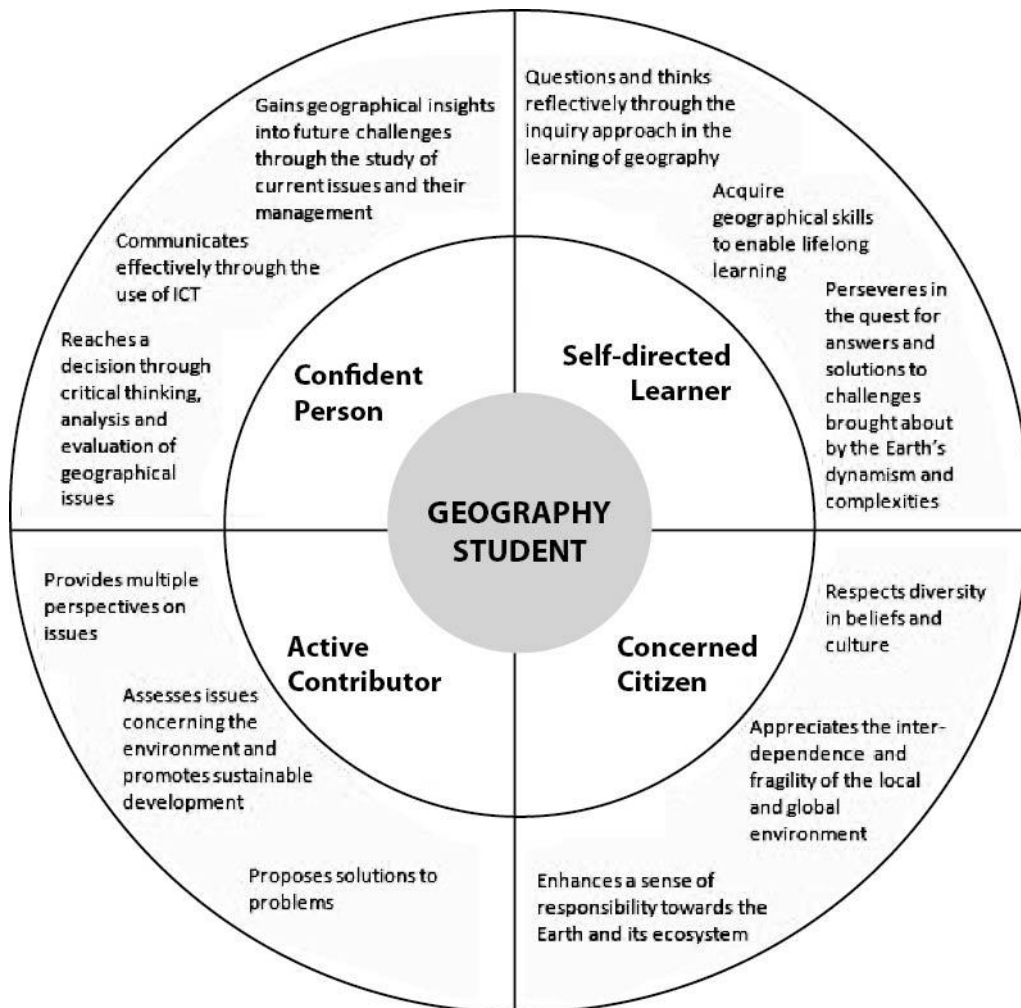 Gains geographical insights
into future challenges
through the study of
current issues and their
management
Communicates
effectively through the
use of ICT
Reaches a
decision through
critical thinking,
analysis and
evaluation of
geographical
issues
Confident
Person
Questions and thinks
reflectively through the
inquiry approach in the
learning of geography
Acquire
geographical skills
to enable lifelong
learning
Perseveres in
the quest for
answers and
solutions to
challenges
brought about
by the Earth's
dynamism and
complexities
Self-directed
Learner
GEOGRAPHY
STUDENT
Provides multiple
perspectives on
issues
Assesses issues
concerning the
environment and
promotes sustainable
development
Proposes solutions to
problems
Active
Contributor
Concerned
Citizen
Respects diversity
in beliefs and
culture
Appreciates the inter-
dependence and
fragility of the local
and global
environment
Enhances a sense of
responsibility towards the
Earth and its ecosystem